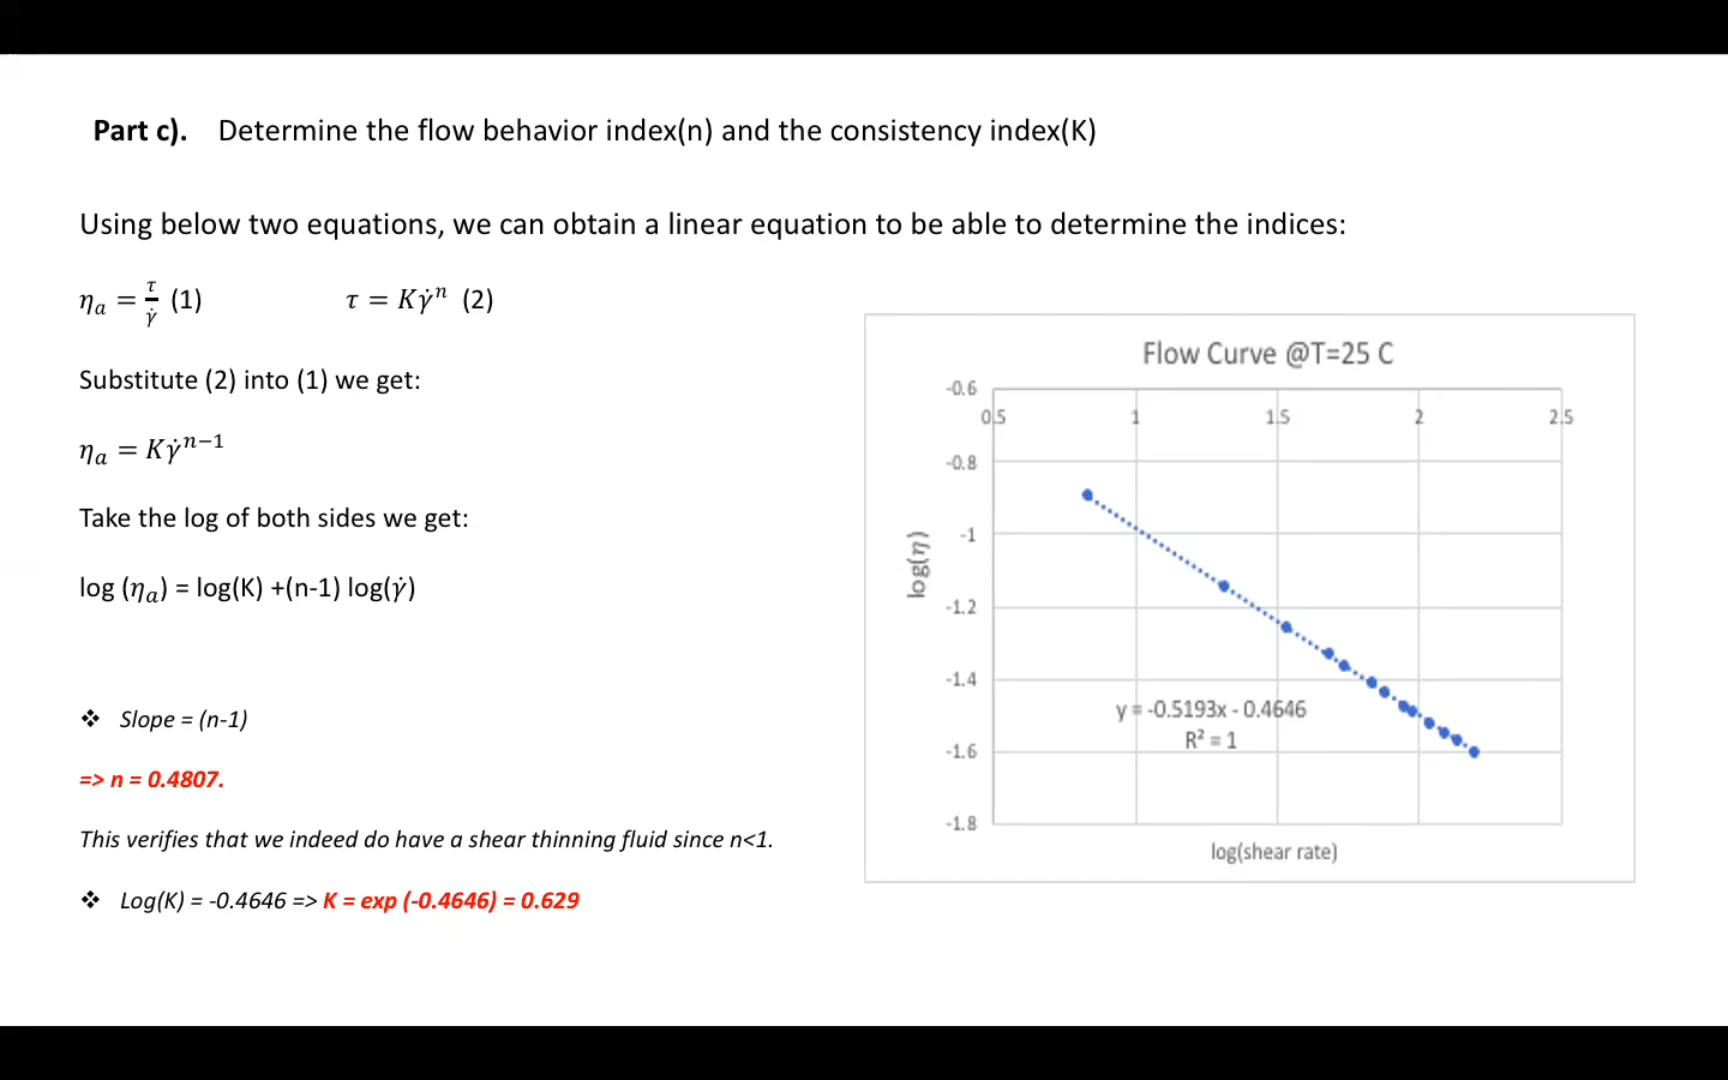 Part c). Determine the flow behavior index(n) and the consistency index(K)
Using below two equations, we can obtain a linear equation to be able to determine the indices:
η_a = τ/γ̇ (1) τ = Kγ̇^n (2)
Substitute (2) into (1) we get:
η_a = Kγ̇^(n−1)
Take the log of both sides we get:
log (η_a) = log(K) +(n-1) log(γ̇)
❖ Slope = (n-1)
=> n = 0.4807.
This verifies that we indeed do have a shear thinning fluid since n<1.
❖ Log(K) = -0.4646 => K = exp (-0.4646) = 0.629
Flow Curve @T=25 C
-0.6
0.5 1 1.5 2 2.5
-0.8
-1
-1.2
-1.4
-1.6
-1.8
log(η)
y = -0.5193x - 0.4646
R² = 1
log(shear rate)